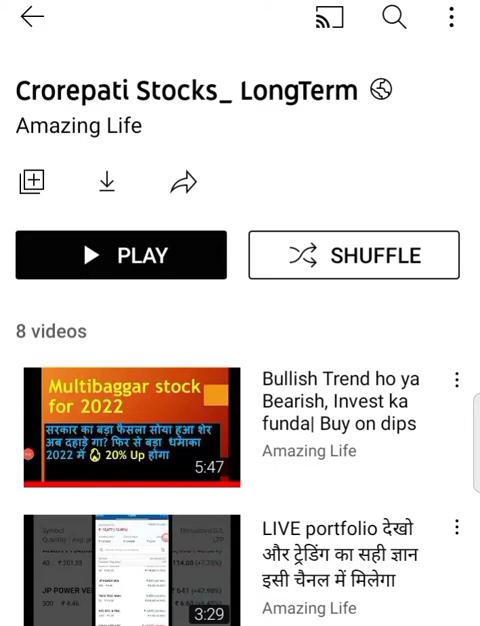 Crorepati Stocks_ LongTerm
Amazing Life
PLAY
SHUFFLE
8 videos
Multibaggar stock
for 2022
सरकार का बड़ा फैसला सोया हुआ शेर
अब दहाड़े गा? फिर से बड़ा धमाका
2022 में 🔥 20% Up होगा
5:47
Bullish Trend ho ya
Bearish, Invest ka
funda| Buy on dips
Amazing Life
Symbol
JP POWER VE
3:29
LIVE portfolio देखो
और ट्रेडिंग का सही ज्ञान
इसी चैनल में मिलेगा
Amazing Life